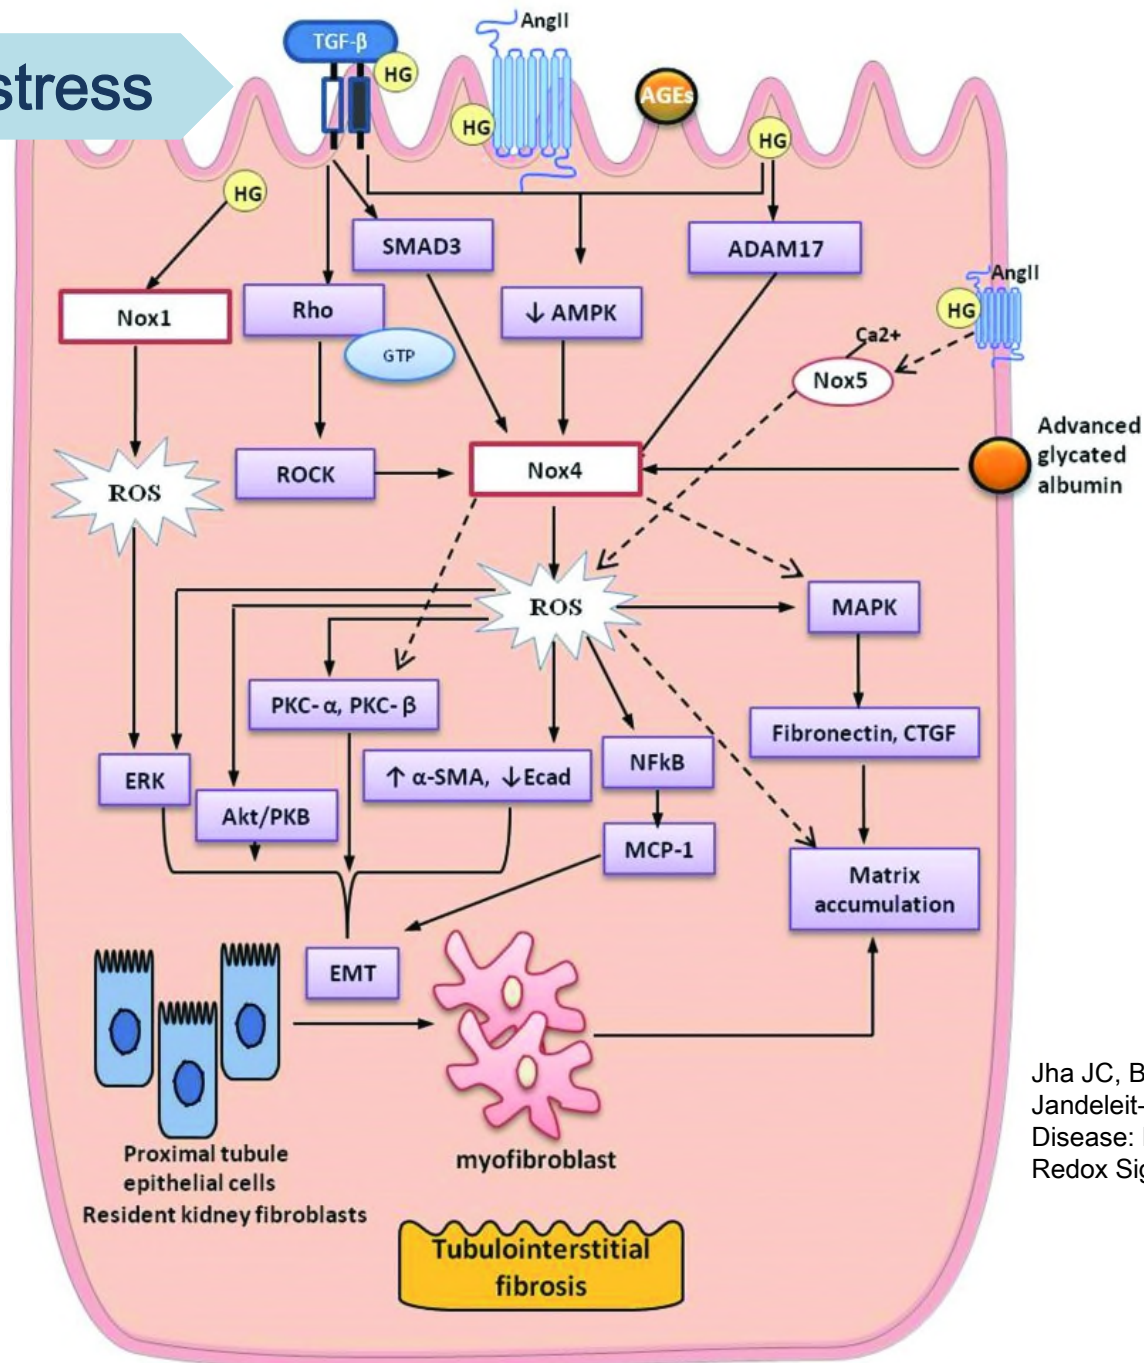 stress
TGF-β
HG
AngII
HG
AGEs
HG
HG
SMAD3
ADAM17
Nox1
Rho
GTP
↓ AMPK
AngII
HG
Ca2+
Nox5
ROS
ROCK
Nox4
Advanced
glycated
albumin
ROS
MAPK
PKC- α, PKC- β
Fibronectin, CTGF
ERK
Akt/PKB
↑ α-SMA, ↓Ecad
NFkB
MCP-1
Matrix
accumulation
EMT
Proximal tubule
epithelial cells
Resident kidney fibroblasts
myofibroblast
Tubulointerstitial
fibrosis
Jha JC, B
Jandeleit-
Disease:
Redox Sig